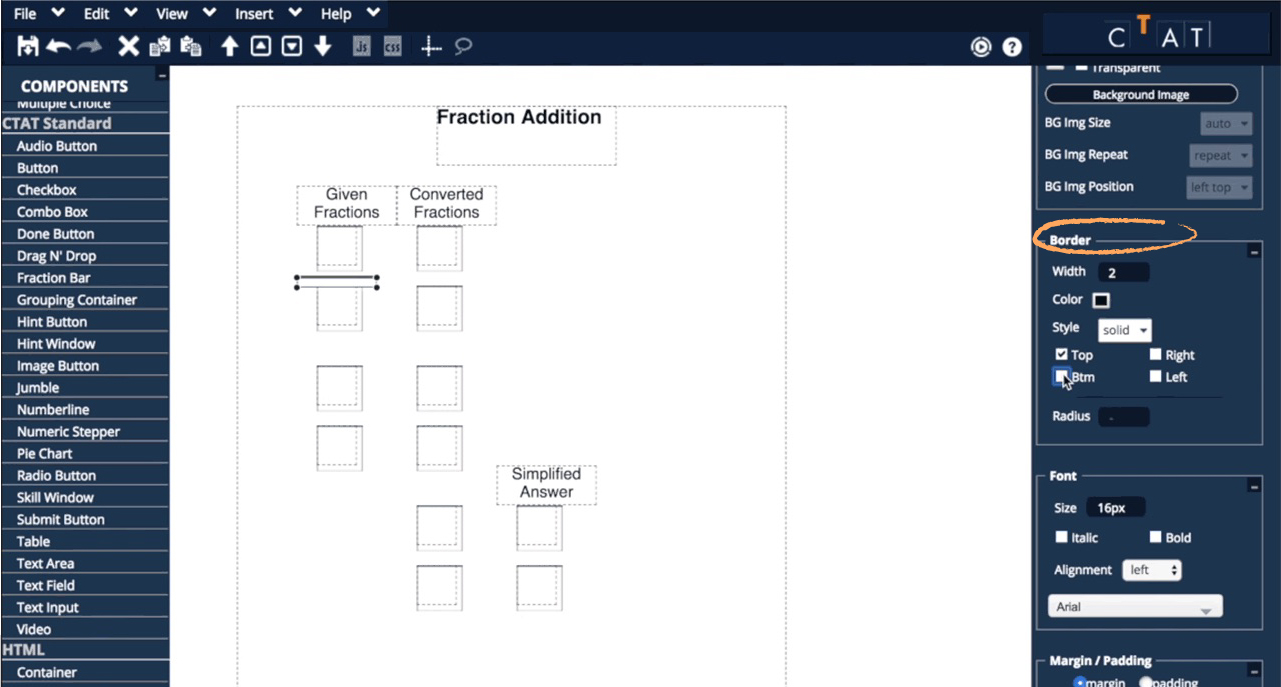 File Edit View Insert Help
js css
C T A T
COMPONENTS
Multiple Choice
CTAT Standard
Audio Button
Button
Checkbox
Combo Box
Done Button
Drag N' Drop
Fraction Bar
Grouping Container
Hint Button
Hint Window
Image Button
Jumble
Numberline
Numeric Stepper
Pie Chart
Radio Button
Skill Window
Submit Button
Table
Text Area
Text Field
Text Input
Video
HTML
Container
Fraction Addition
Given
Fractions
Converted
Fractions
Simplified
Answer
Transparent
Background Image
BG Img Size auto
BG Img Repeat repeat
BG Img Position left top
Border
Width 2
Color
Style solid
Top Right
Btm Left
Radius -
Font
Size 16px
Italic Bold
Alignment left
Arial
Margin / Padding
margin padding